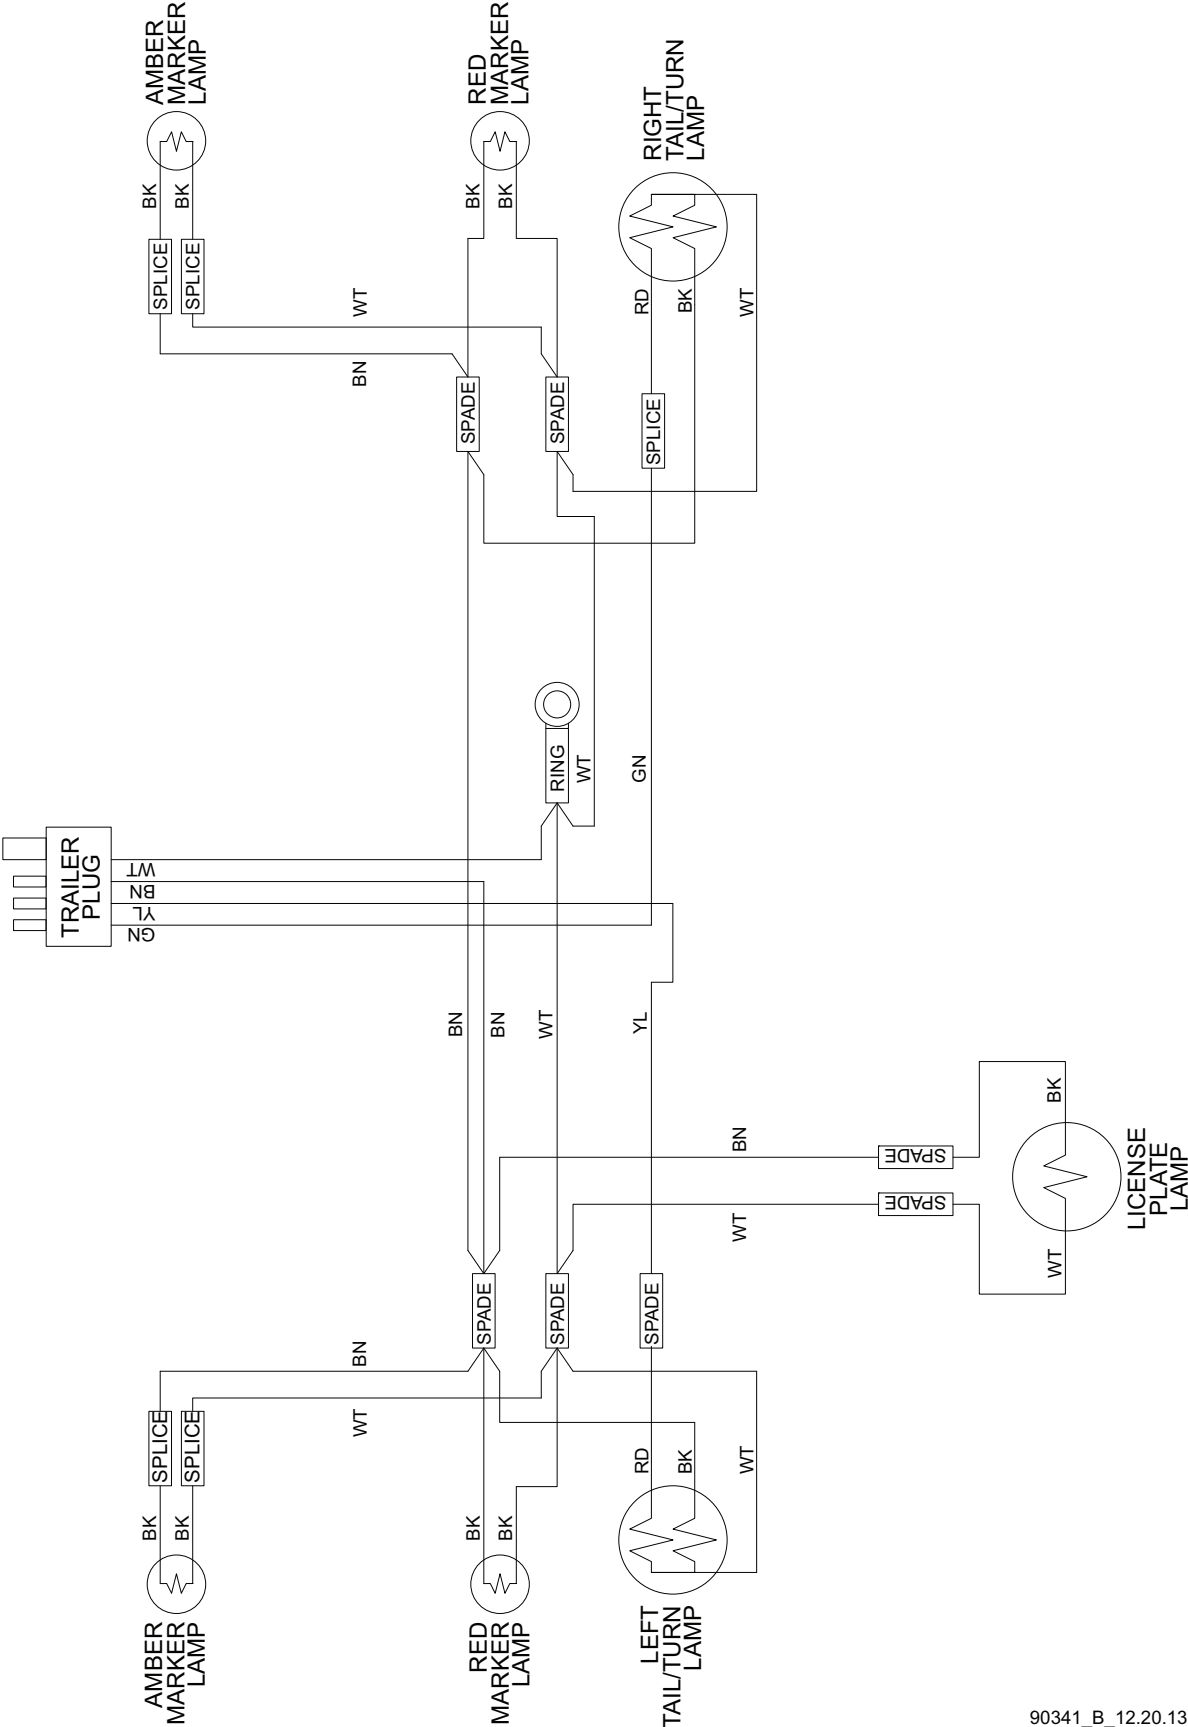 AMBER
MARKER
LAMP
RED
MARKER
LAMP
RIGHT
TAIL/TURN
LAMP
BK
BK
BK
BK
SPLICE
SPLICE
RD
BK
WT
WT
BN
SPADE
SPADE
SPLICE
RING
WT
GN
TRAILER
PLUG
WT
BN
YL
GN
BN
BN
WT
YL
BN
WT
SPADE
SPADE
BK
WT
LICENSE
PLATE
LAMP
SPADE
SPADE
SPADE
BN
WT
SPLICE
SPLICE
RD
BK
WT
BK
BK
BK
BK
AMBER
MARKER
LAMP
RED
MARKER
LAMP
LEFT
TAIL/TURN
LAMP
90341_B_12.20.13